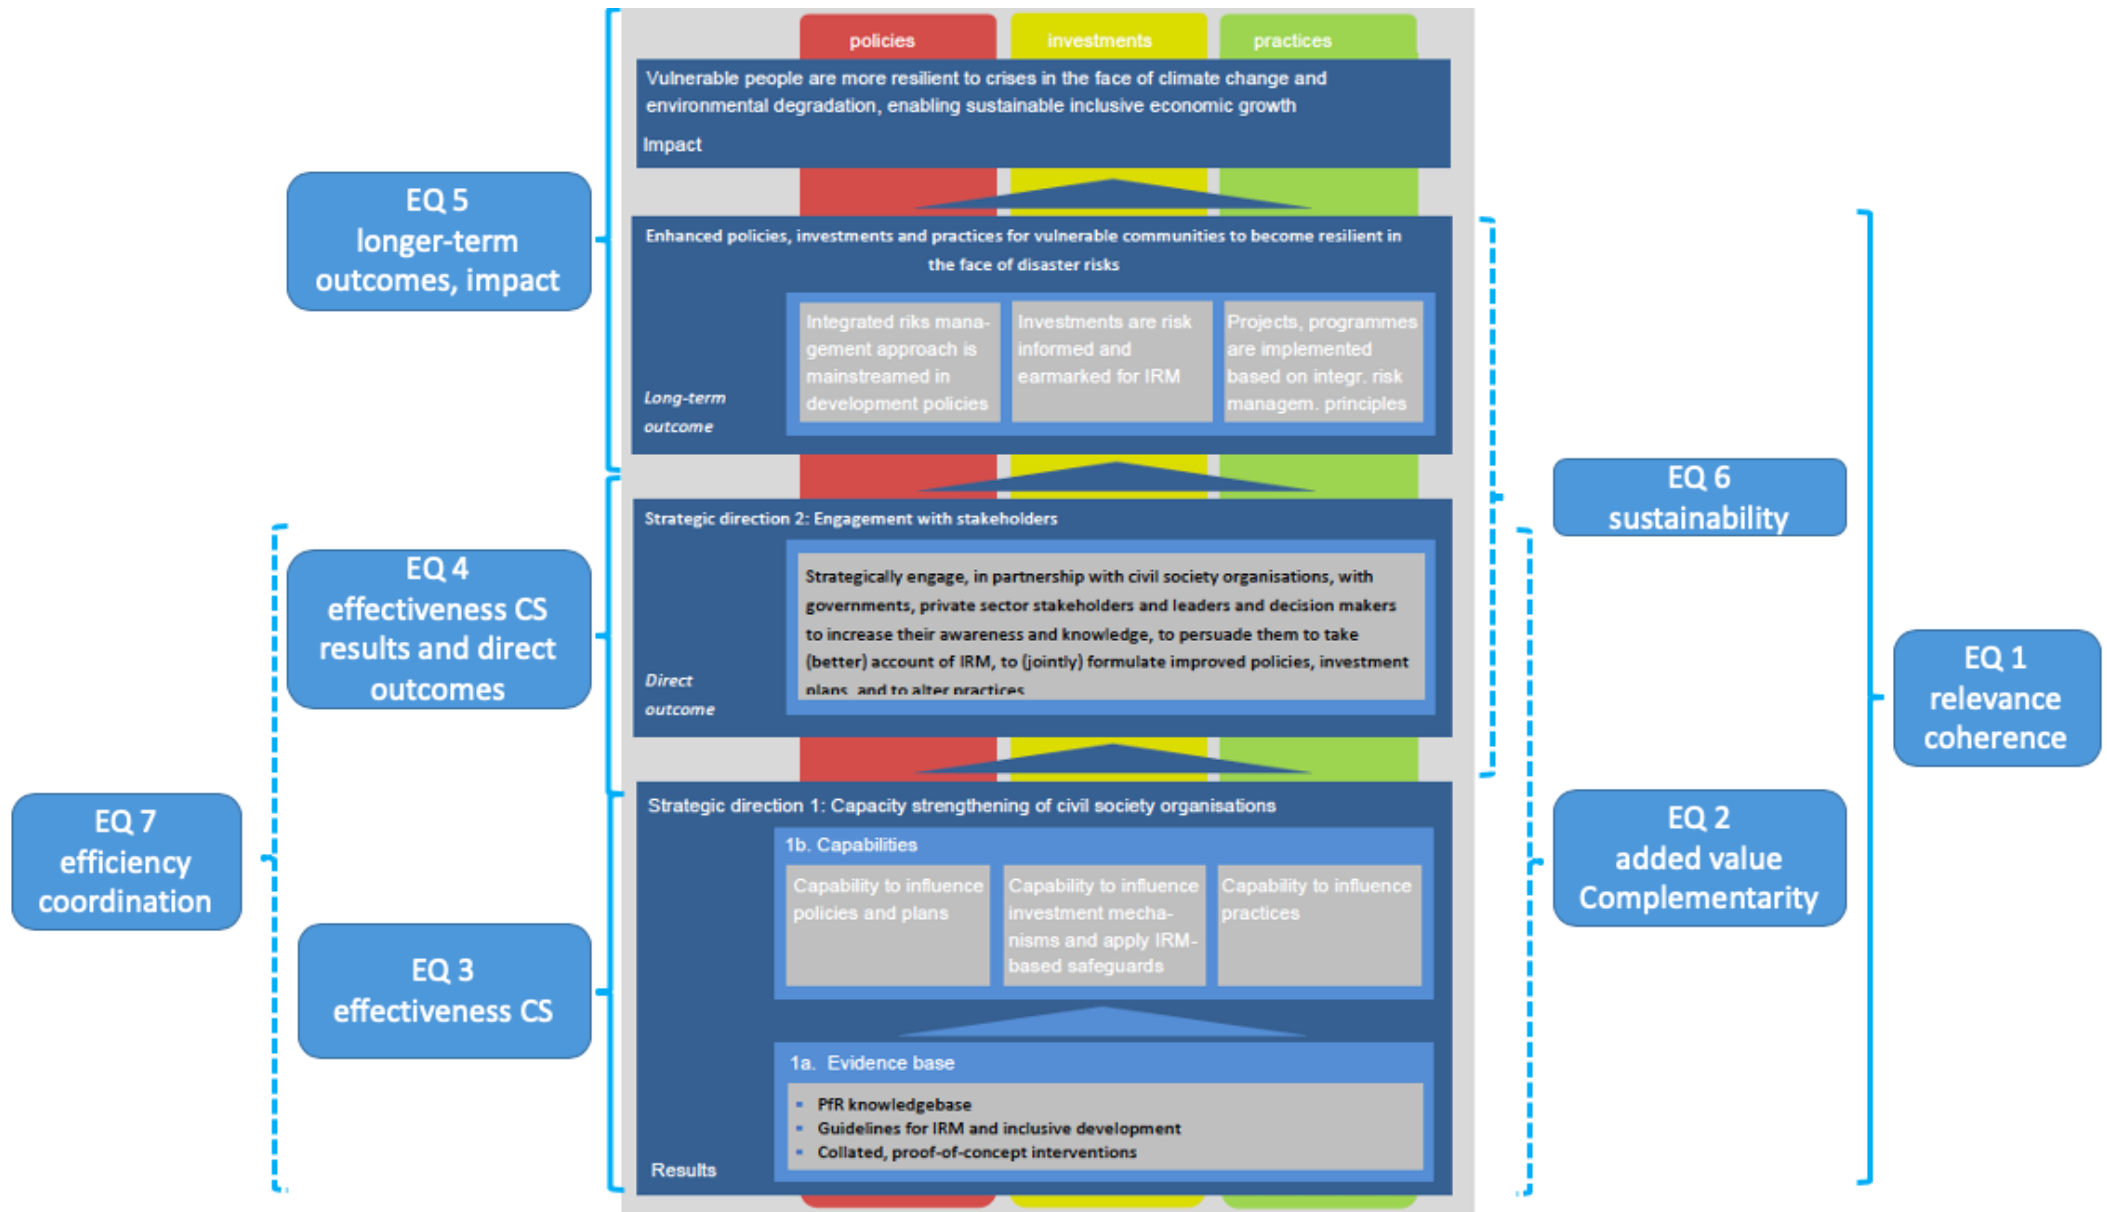 policies
investments
practices
Vulnerable people are more resilient to crises in the face of climate change and
environmental degradation, enabling sustainable inclusive economic growth
Impact
EQ 5
longer-term
outcomes, impact
Enhanced policies, investments and practices for vulnerable communities to become resilient in
the face of disaster risks
Integrated riks mana-
gement approach is
mainstreamed in
development policies
Investments are risk
informed and
earmarked for IRM
Projects, programmes
are implemented
based on integr. risk
managem. principles
Long-term
outcome
EQ 6
sustainability
Strategic direction 2: Engagement with stakeholders
Strategically engage, in partnership with civil society organisations, with
governments, private sector stakeholders and leaders and decision makers
to increase their awareness and knowledge, to persuade them to take
(better) account of IRM, to (jointly) formulate improved policies, investment
plans, and to alter practices
Direct
outcome
EQ 4
effectiveness CS
results and direct
outcomes
EQ 1
relevance
coherence
EQ 7
efficiency
coordination
EQ 2
added value
Complementarity
Strategic direction 1: Capacity strengthening of civil society organisations
1b. Capabilities
Capability to influence
policies and plans
Capability to influence
investment mecha-
nisms and apply IRM-
based safeguards
Capability to influence
practices
EQ 3
effectiveness CS
1a. Evidence base
▪ PfR knowledgebase
▪ Guidelines for IRM and inclusive development
▪ Collated, proof-of-concept interventions
Results